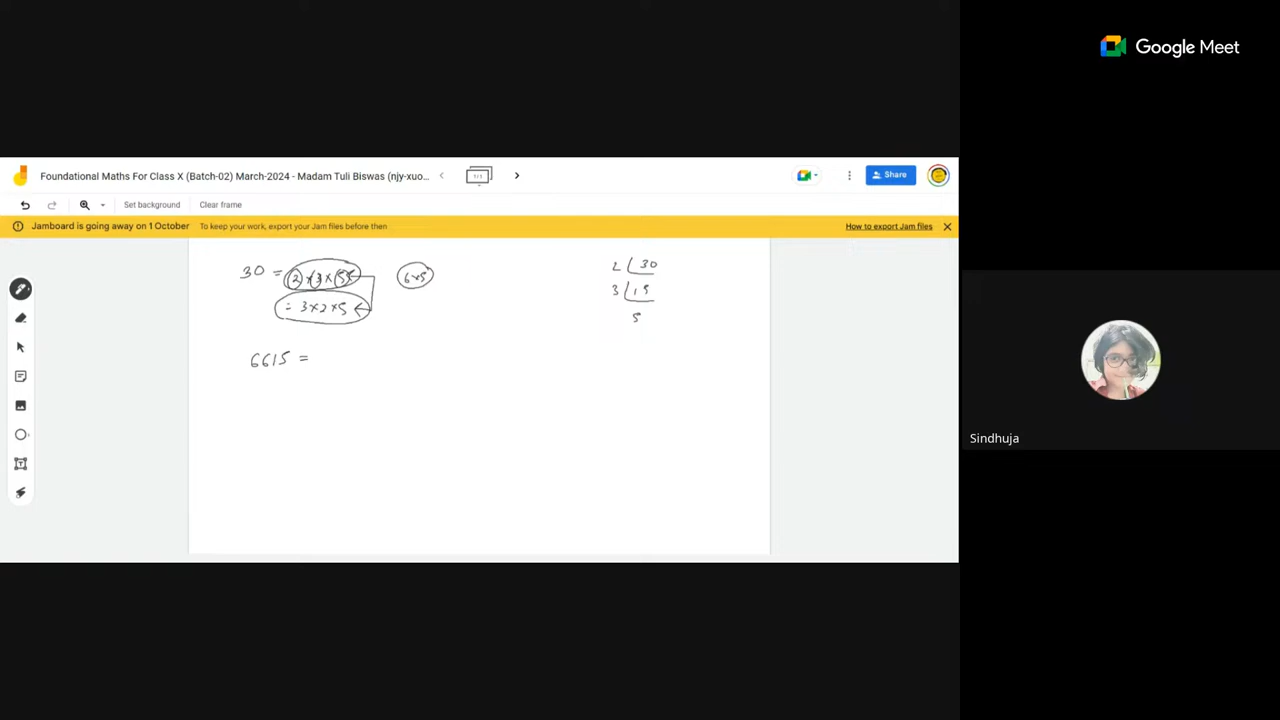 Google Meet
Foundational Maths For Class X (Batch-02) March-2024 - Madam Tuli Biswas (njy-xuo...
1/1
Share
Set background
Clear frame
Jamboard is going away on 1 October
To keep your work, export your Jam files before then
How to export Jam files
30 = 2 × 3 × 5
6×5
= 3×2×5
6615 =
2 30
3 15
5
Sindhuja